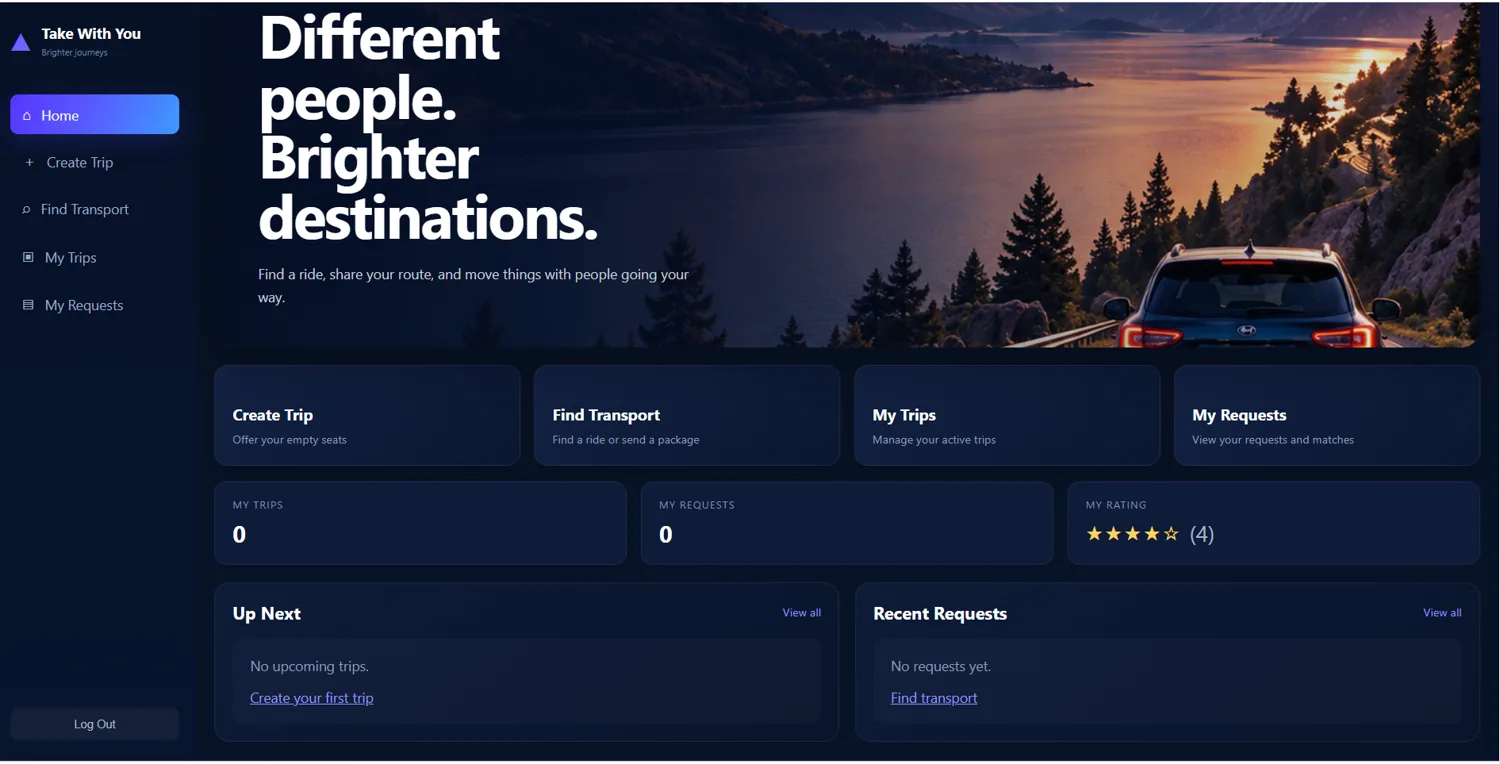 Take With You
Brighter journeys
Home
Create Trip
Find Transport
My Trips
My Requests
Log Out
Different
people.
Brighter
destinations.
Find a ride, share your route, and move things with people going your
way.
Create Trip
Offer your empty seats
Find Transport
Find a ride or send a package
My Trips
Manage your active trips
My Requests
View your requests and matches
MY TRIPS
0
MY REQUESTS
0
MY RATING
★★★★☆ (4)
Up Next
View all
No upcoming trips.
Create your first trip
Recent Requests
View all
No requests yet.
Find transport